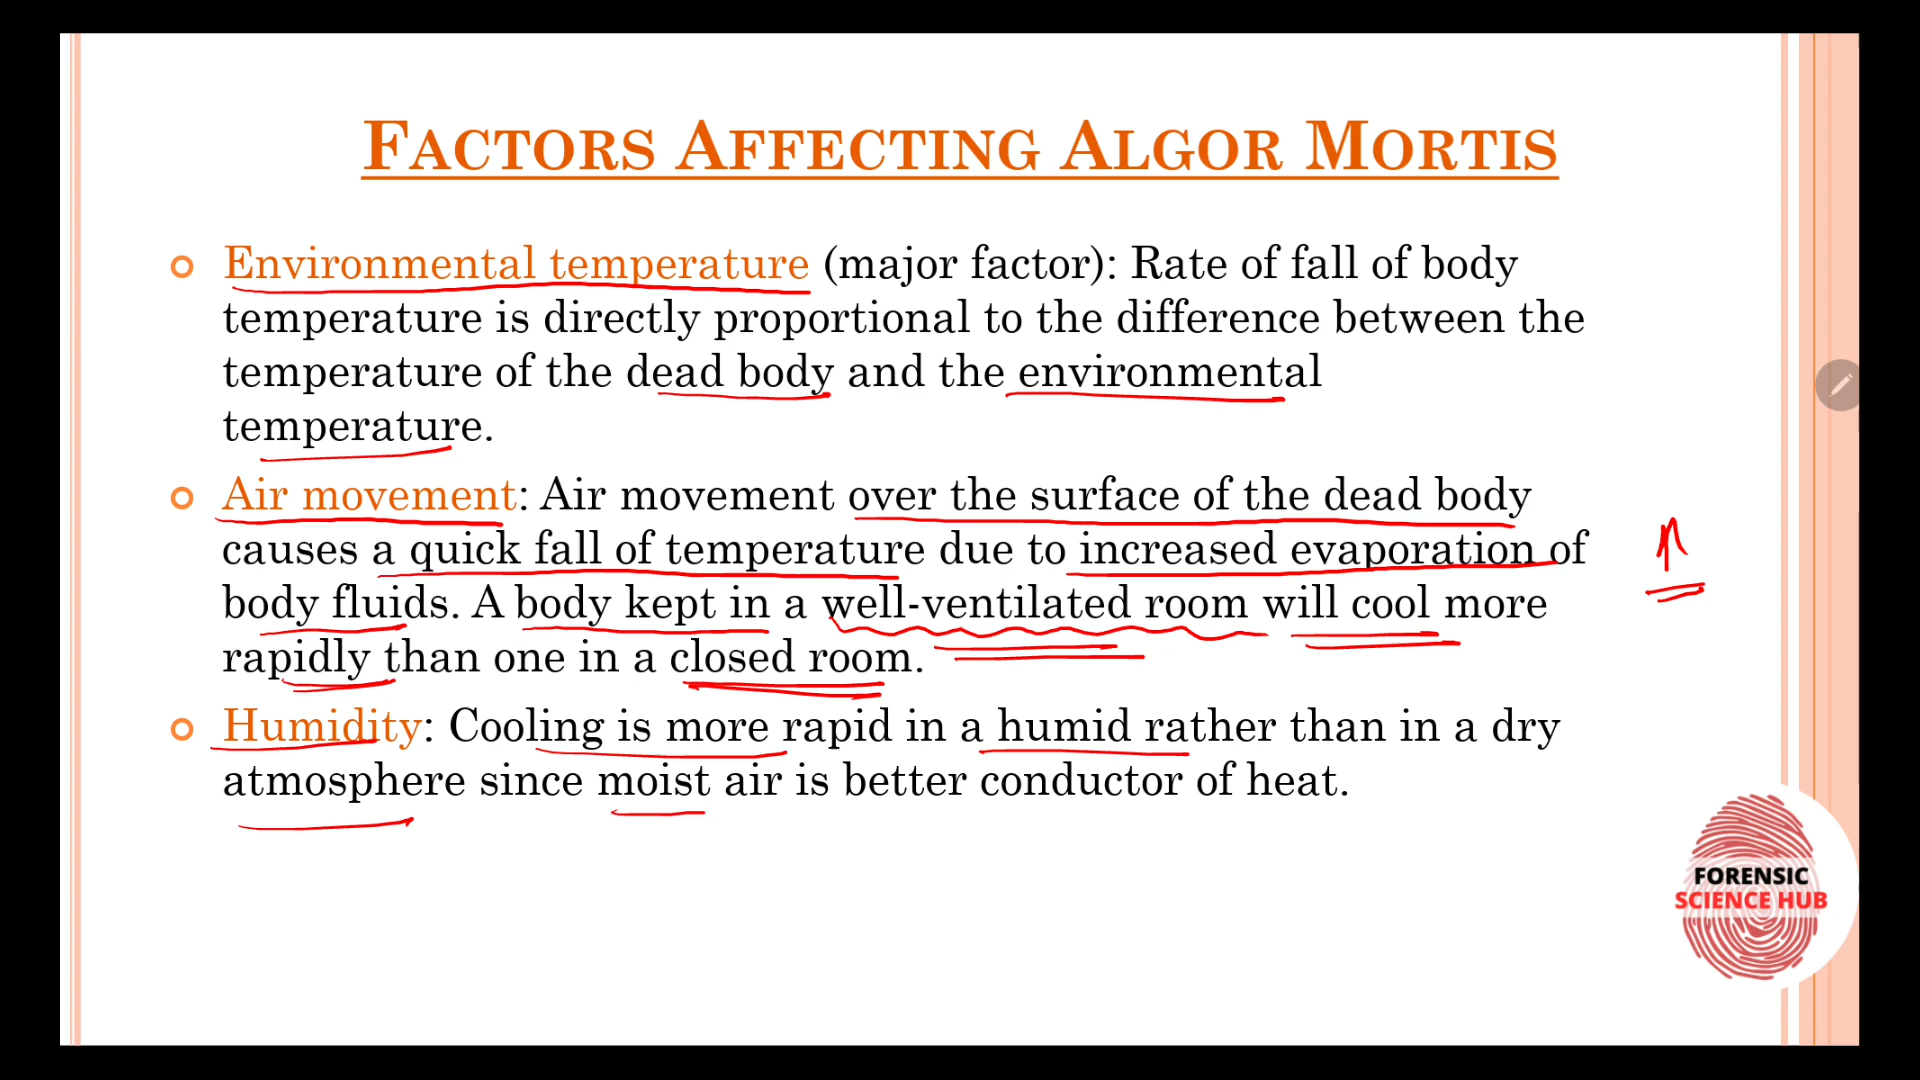 FACTORS AFFECTING ALGOR MORTIS
Environmental temperature (major factor): Rate of fall of body
temperature is directly proportional to the difference between the
temperature of the dead body and the environmental
temperature.
Air movement: Air movement over the surface of the dead body
causes a quick fall of temperature due to increased evaporation of
body fluids. A body kept in a well-ventilated room will cool more
rapidly than one in a closed room.
Humidity: Cooling is more rapid in a humid rather than in a dry
atmosphere since moist air is better conductor of heat.
FORENSIC
SCIENCE HUB